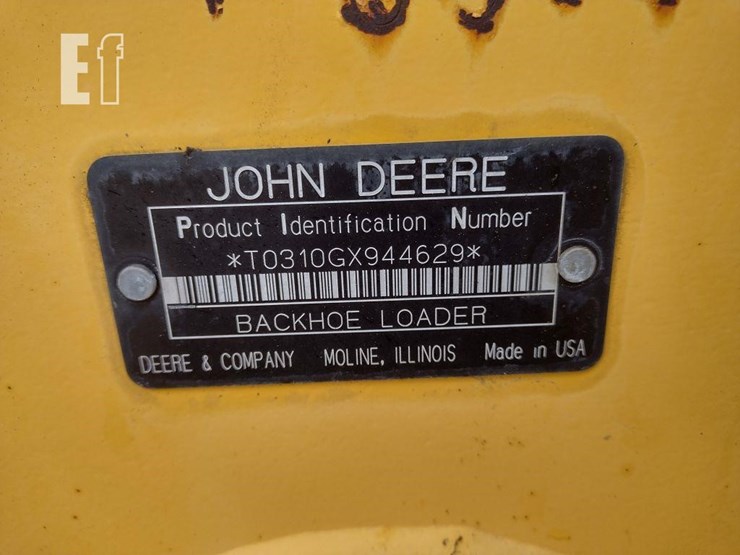 Ef
JOHN DEERE
Product Identification Number
*T0310GX944629*
BACKHOE LOADER
DEERE & COMPANY MOLINE, ILLINOIS Made in USA